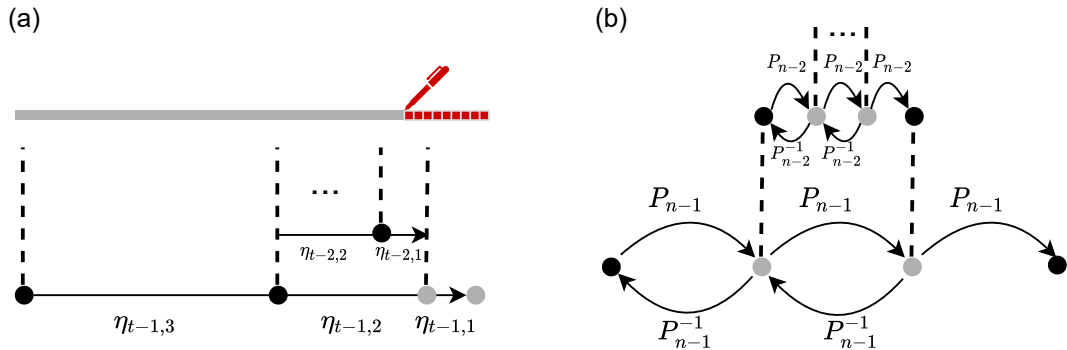 (a)
(b)
...
...
P_{n-2} P_{n-2} P_{n-2}
P_{n-2}^{-1} P_{n-2}^{-1}
P_{n-1} P_{n-1} P_{n-1}
η_{t-2,2} η_{t-2,1}
η_{t-1,3} η_{t-1,2} η_{t-1,1}
P_{n-1}^{-1} P_{n-1}^{-1}